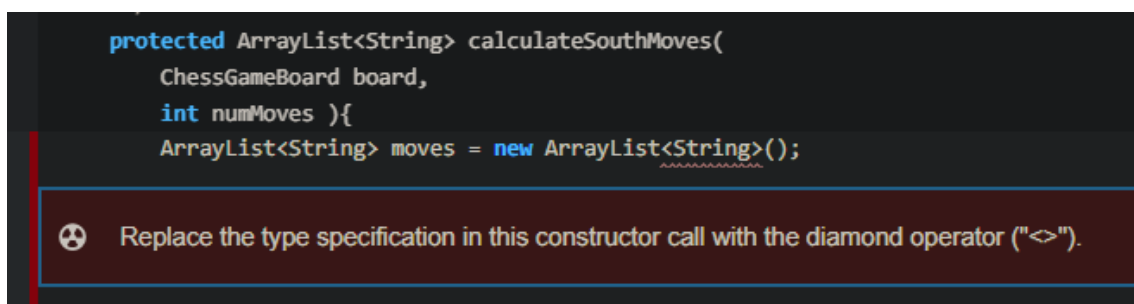 protected ArrayList<String> calculateSouthMoves(
ChessGameBoard board,
int numMoves ){
ArrayList<String> moves = new ArrayList<String>();
Replace the type specification in this constructor call with the diamond operator ("<>").